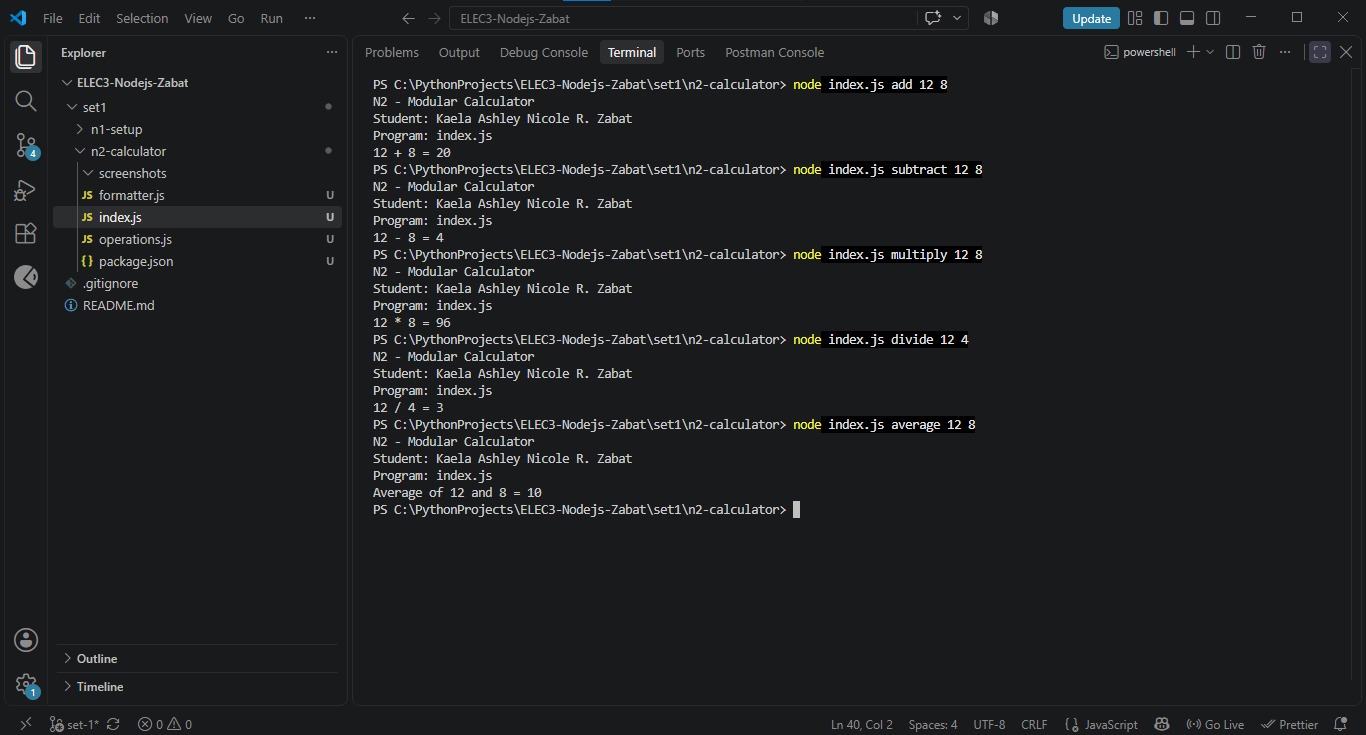 File Edit Selection View Go Run ··· ELEC3-Nodejs-Zabat Update
Explorer ···
ELEC3-Nodejs-Zabat
set1
n1-setup
n2-calculator
screenshots
JS formatter.js U
JS index.js U
JS operations.js U
{} package.json U
.gitignore
README.md
4
Outline
Timeline
1
Problems Output Debug Console Terminal Ports Postman Console powershell ···
PS C:\PythonProjects\ELEC3-Nodejs-Zabat\set1\n2-calculator> node index.js add 12 8
N2 - Modular Calculator
Student: Kaela Ashley Nicole R. Zabat
Program: index.js
12 + 8 = 20
PS C:\PythonProjects\ELEC3-Nodejs-Zabat\set1\n2-calculator> node index.js subtract 12 8
N2 - Modular Calculator
Student: Kaela Ashley Nicole R. Zabat
Program: index.js
12 - 8 = 4
PS C:\PythonProjects\ELEC3-Nodejs-Zabat\set1\n2-calculator> node index.js multiply 12 8
N2 - Modular Calculator
Student: Kaela Ashley Nicole R. Zabat
Program: index.js
12 * 8 = 96
PS C:\PythonProjects\ELEC3-Nodejs-Zabat\set1\n2-calculator> node index.js divide 12 4
N2 - Modular Calculator
Student: Kaela Ashley Nicole R. Zabat
Program: index.js
12 / 4 = 3
PS C:\PythonProjects\ELEC3-Nodejs-Zabat\set1\n2-calculator> node index.js average 12 8
N2 - Modular Calculator
Student: Kaela Ashley Nicole R. Zabat
Program: index.js
Average of 12 and 8 = 10
PS C:\PythonProjects\ELEC3-Nodejs-Zabat\set1\n2-calculator>
set-1* 0 0 Ln 40, Col 2 Spaces: 4 UTF-8 CRLF {} JavaScript Go Live Prettier